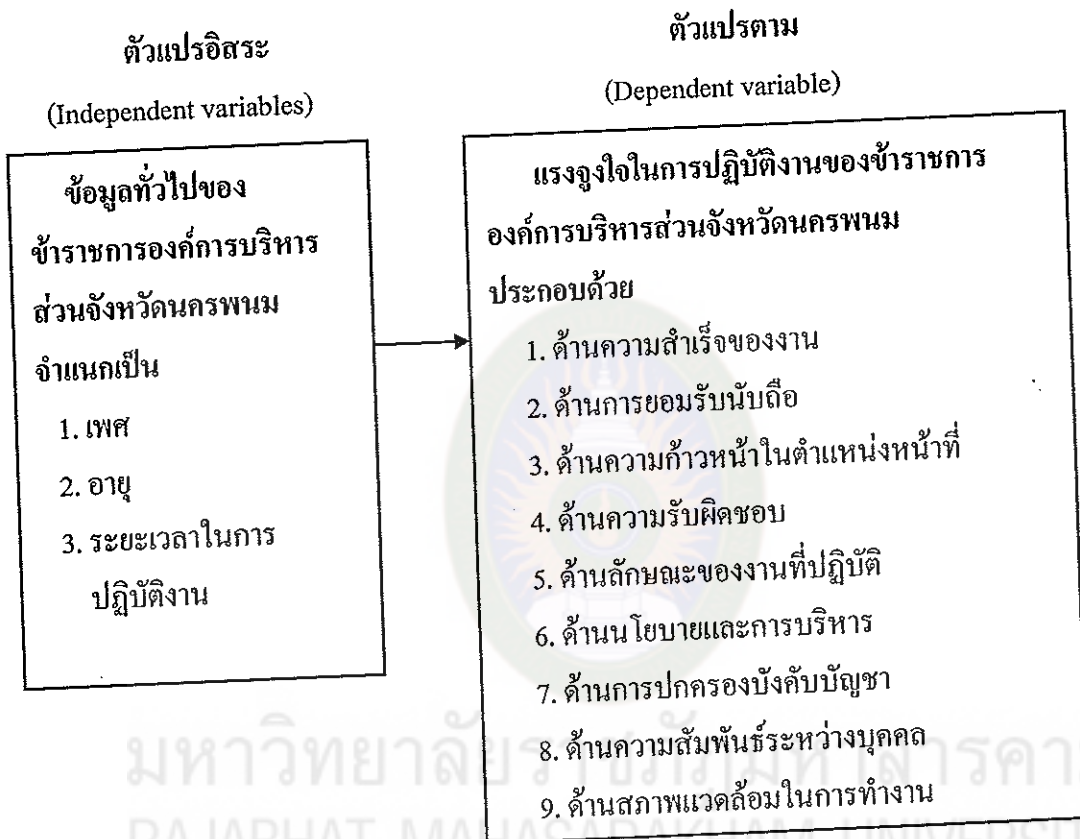 ตัวแปรอิสระ
(Independent variables)
ข้อมูลทั่วไปของ
ข้าราชการองค์การบริหาร
ส่วนจังหวัดนครพนม
จำแนกเป็น
1. เพศ
2. อายุ
3. ระยะเวลาในการ
ปฏิบัติงาน
ตัวแปรตาม
(Dependent variable)
แรงจูงใจในการปฏิบัติงานของข้าราชการ
องค์การบริหารส่วนจังหวัดนครพนม
ประกอบด้วย
1. ด้านความสำเร็จของงาน
2. ด้านการยอมรับนับถือ
3. ด้านความก้าวหน้าในตำแหน่งหน้าที่
4. ด้านความรับผิดชอบ
5. ด้านลักษณะของงานที่ปฏิบัติ
6. ด้านนโยบายและการบริหาร
7. ด้านการปกครองบังคับบัญชา
8. ด้านความสัมพันธ์ระหว่างบุคคล
9. ด้านสภาพแวดล้อมในการทำงาน
มหาวิทยาลัยราชภัฏมหาสารคา
RAJABHAT MAHASARAKHAM UNIVERSIT